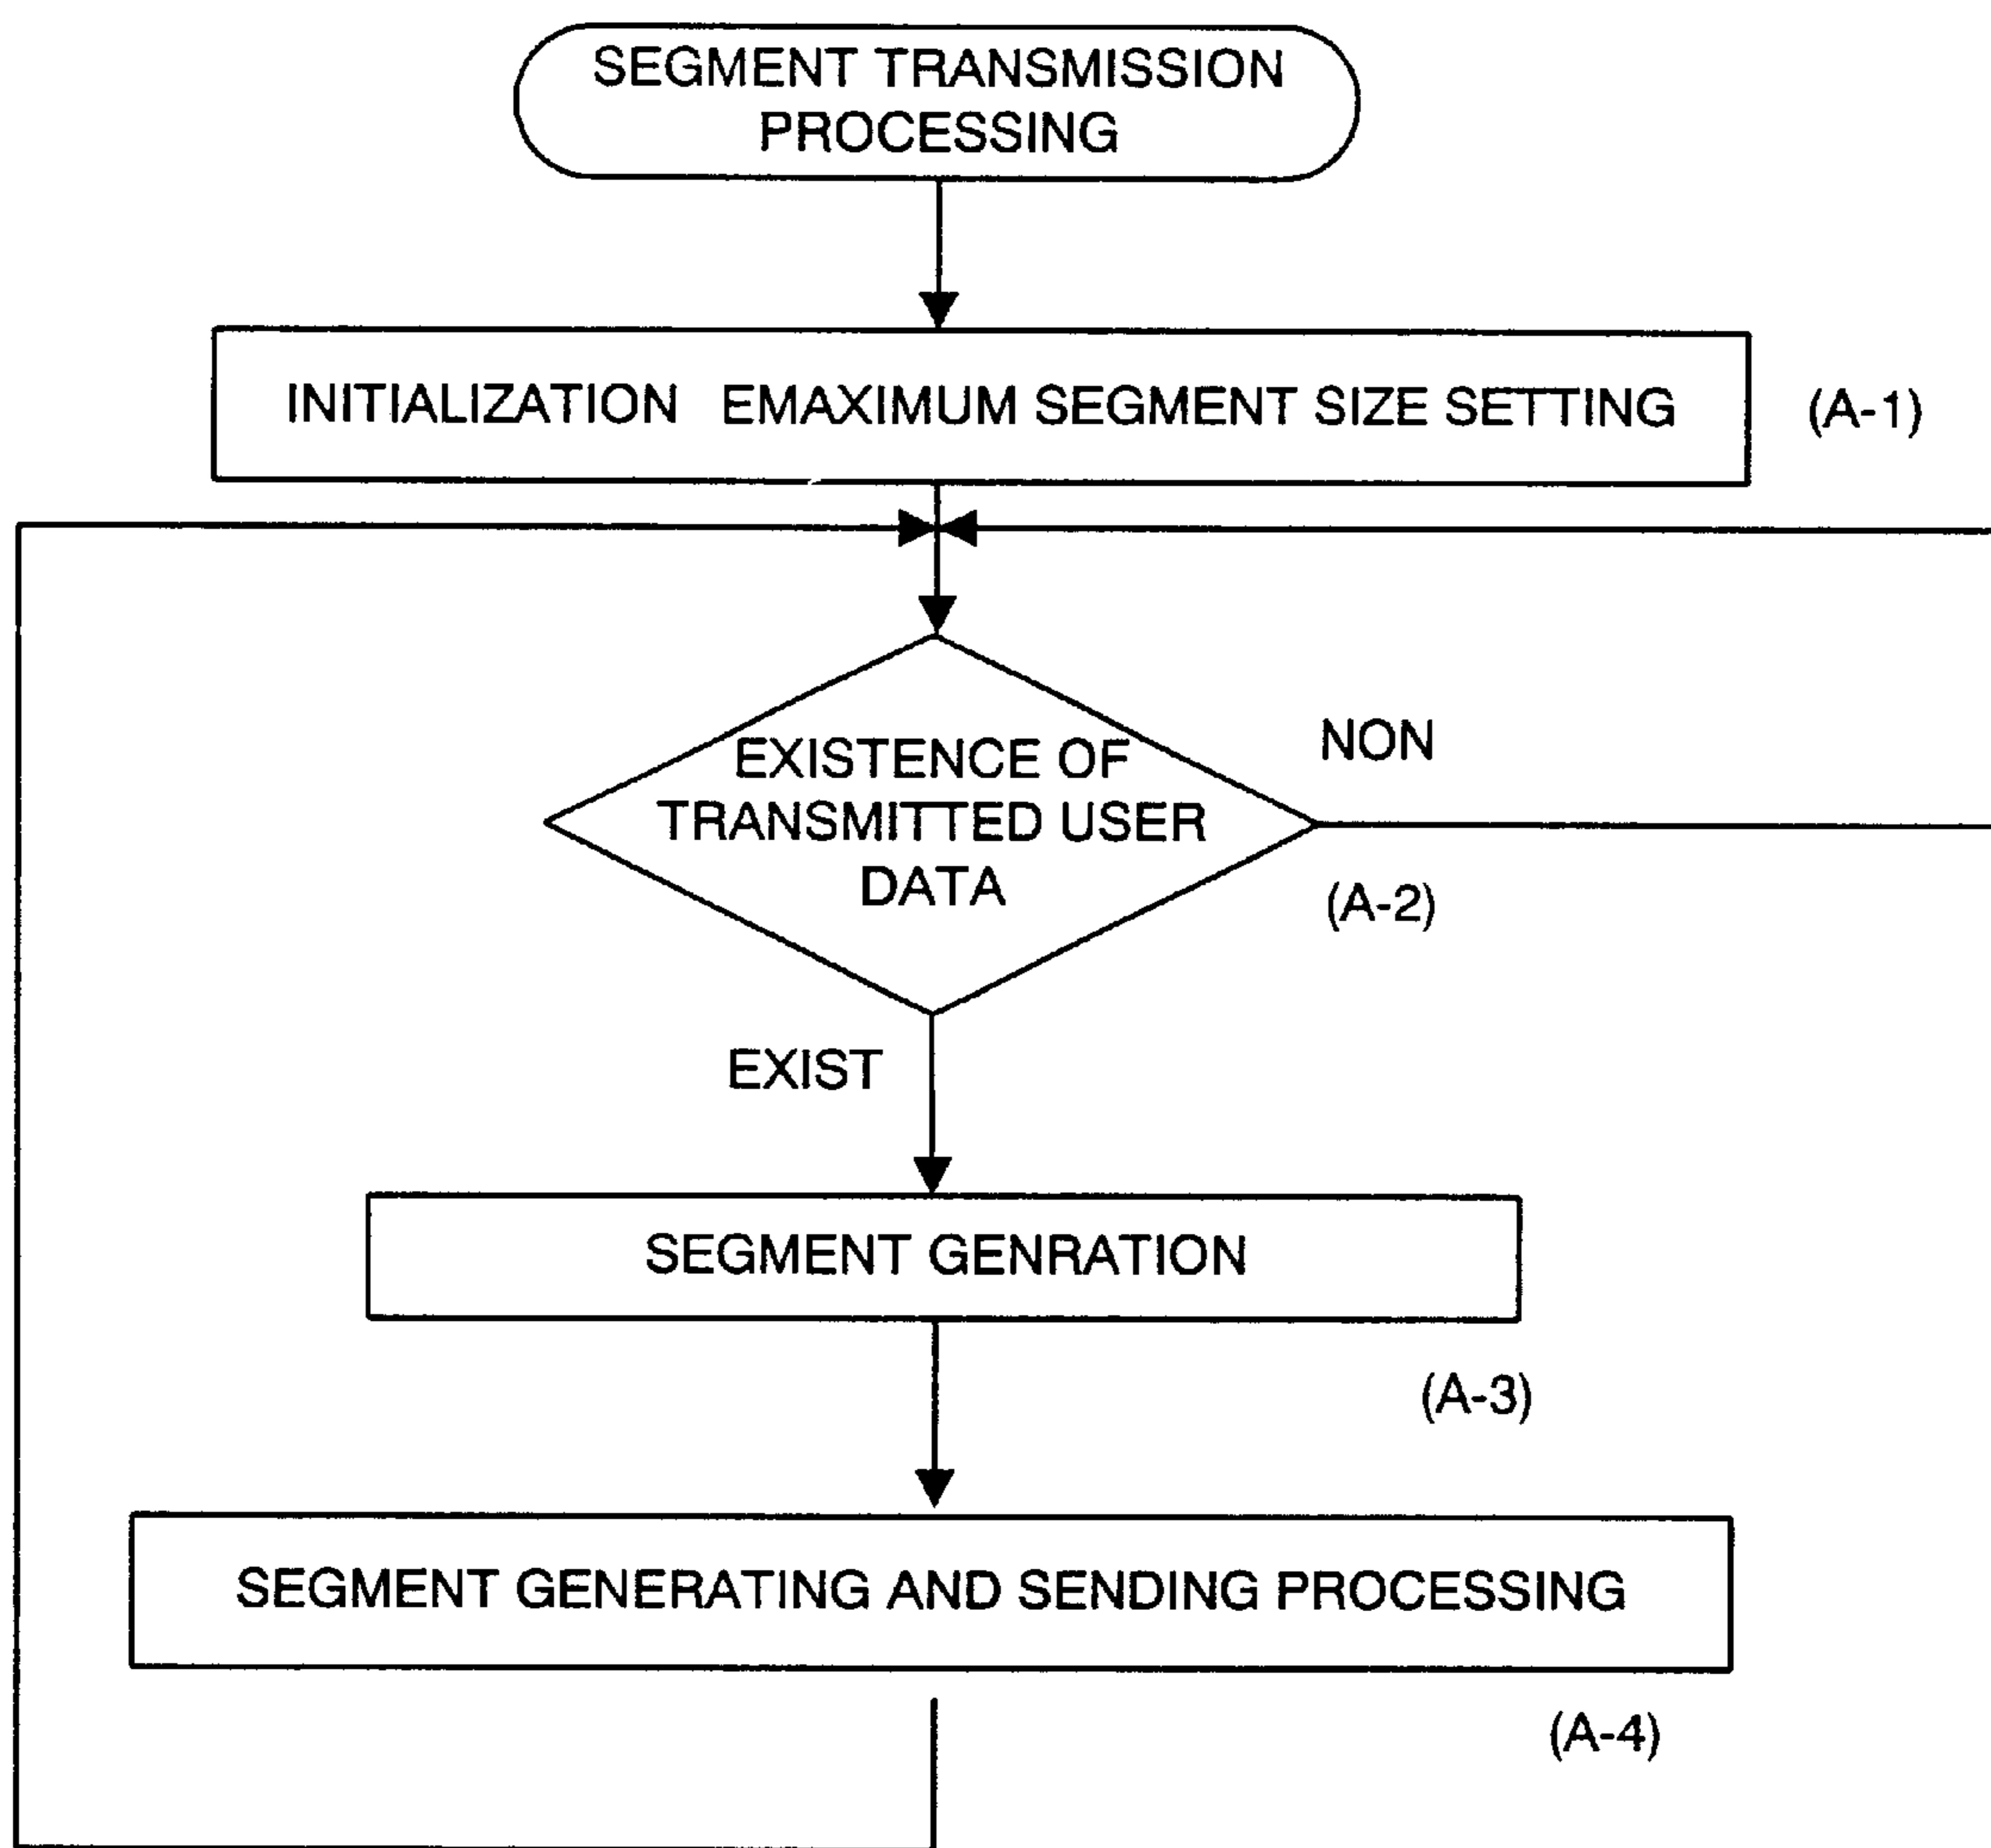 SEGMENT TRANSMISSION
PROCESSING
INITIALIZATION EMAXIMUM SEGMENT SIZE SETTING
(A-1)
EXISTENCE OF
TRANSMITTED USER
DATA
NON
(A-2)
EXIST
SEGMENT GENRATION
(A-3)
SEGMENT GENERATING AND SENDING PROCESSING
(A-4)